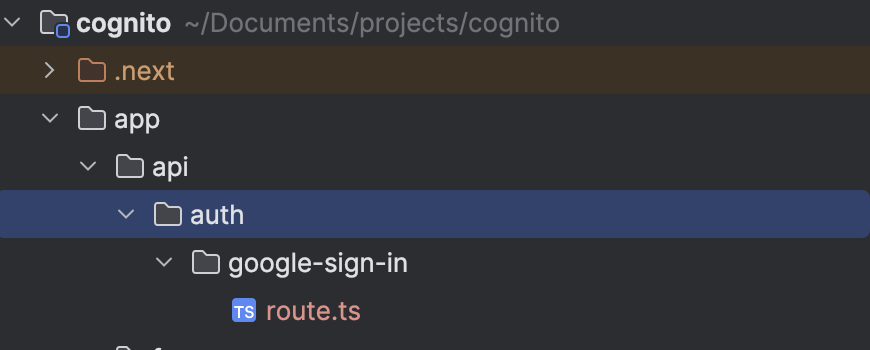 cognito ~/Documents/projects/cognito
.next
app
api
auth
google-sign-in
TS route.ts